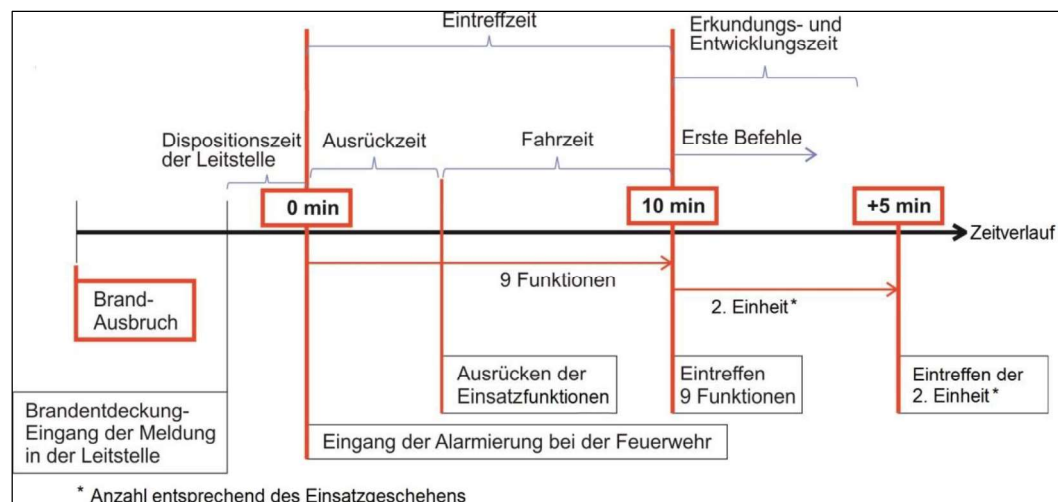 Eintreffzeit
Erkundungs- und
Entwicklungszeit
Dispositionszeit
der Leitstelle
Ausrückzeit
Fahrzeit
Erste Befehle
0 min
10 min
+5 min
Zeitverlauf
9 Funktionen
2. Einheit*
Brand-
Ausbruch
Ausrücken der
Einsatzfunktionen
Eintreffen
9 Funktionen
Eintreffen der
2. Einheit*
Brandentdeckung-
Eingang der Meldung
in der Leitstelle
Eingang der Alarmierung bei der Feuerwehr
* Anzahl entsprechend des Einsatzgeschehens